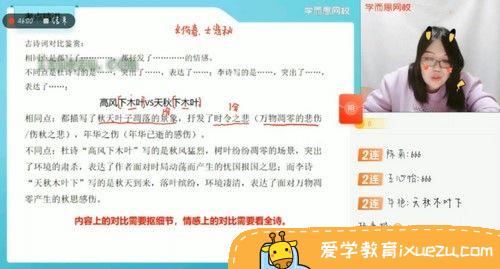 学而思网校
学而思网校
女伤春、士悲秋
古诗词对比鉴赏：
相同点是都写了……，都抒发了…………的情感。
不同点是杜诗写的是……，突出了……，表达了……；李诗写的是……，突出了……，
表达了……；
高风下木叶vs天秋木叶下
1会
相同点：都描写了秋天叶子凋落的景象，抒发了时令之悲（万物凋零的悲伤
/伤秋之悲）、年华之伤（年华已逝的感伤）。
不同点：杜诗“高风下木叶”写的是秋风猛烈，树叶纷纷凋零的场景，突出
了环境的肃杀，表达了作者面对时局动荡而产生的忧国报国之思；而李诗
“天秋木叶下”写的是秋天到来，落叶缤纷，环境凄清，表达了面对万物凋
零产生的秋思感伤。
内容上的对比需要抠细节，情感上的对比需要看全诗。
2连
666
2连
王心怡：666
2连
天秋木叶下
爱学教育ixuezu.com